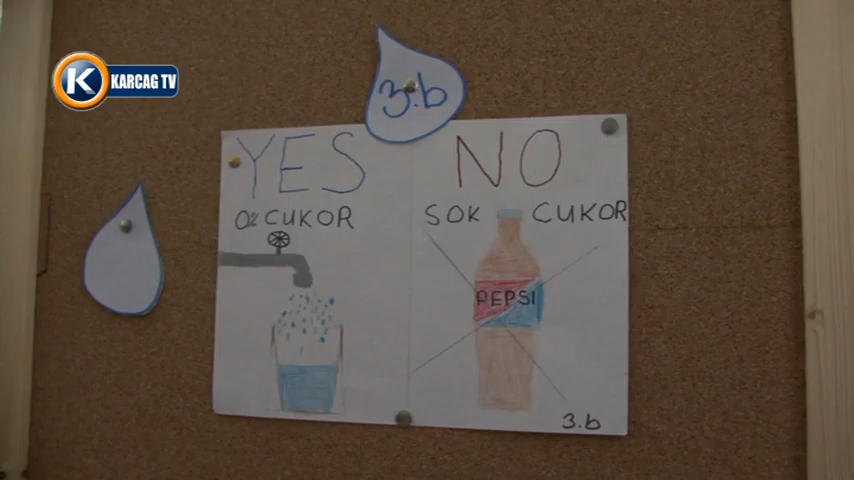 K KARCAG TV
3.b
YES NO
0% CUKOR SOK CUKOR
PEPSI
3.b